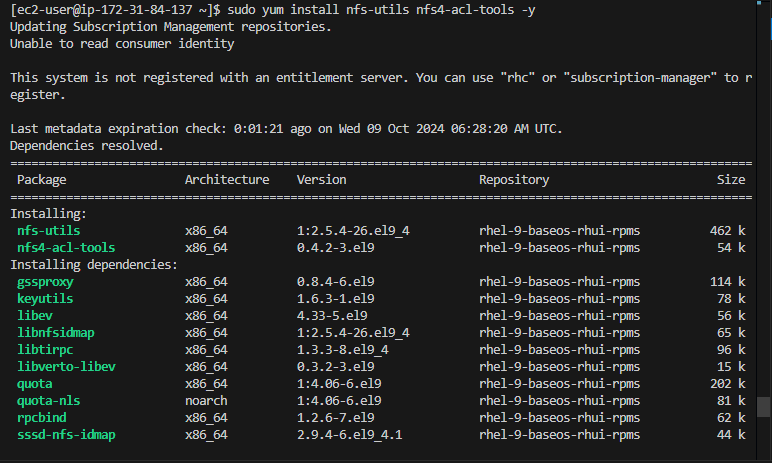 [ec2-user@ip-172-31-84-137 ~]$ sudo yum install nfs-utils nfs4-acl-tools -y
Updating Subscription Management repositories.
Unable to read consumer identity
This system is not registered with an entitlement server. You can use "rhc" or "subscription-manager" to r
egister.
Last metadata expiration check: 0:01:21 ago on Wed 09 Oct 2024 06:28:20 AM UTC.
Dependencies resolved.
================================================================================
Package Architecture Version Repository Size
================================================================================
Installing:
nfs-utils x86_64 1:2.5.4-26.el9_4 rhel-9-baseos-rhui-rpms 462 k
nfs4-acl-tools x86_64 0.4.2-3.el9 rhel-9-baseos-rhui-rpms 54 k
Installing dependencies:
gssproxy x86_64 0.8.4-6.el9 rhel-9-baseos-rhui-rpms 114 k
keyutils x86_64 1.6.3-1.el9 rhel-9-baseos-rhui-rpms 78 k
libev x86_64 4.33-5.el9 rhel-9-baseos-rhui-rpms 56 k
libnfsidmap x86_64 1:2.5.4-26.el9_4 rhel-9-baseos-rhui-rpms 65 k
libtirpc x86_64 1.3.3-8.el9_4 rhel-9-baseos-rhui-rpms 96 k
libverto-libev x86_64 0.3.2-3.el9 rhel-9-baseos-rhui-rpms 15 k
quota x86_64 1:4.06-6.el9 rhel-9-baseos-rhui-rpms 202 k
quota-nls noarch 1:4.06-6.el9 rhel-9-baseos-rhui-rpms 81 k
rpcbind x86_64 1.2.6-7.el9 rhel-9-baseos-rhui-rpms 62 k
sssd-nfs-idmap x86_64 2.9.4-6.el9_4.1 rhel-9-baseos-rhui-rpms 44 k